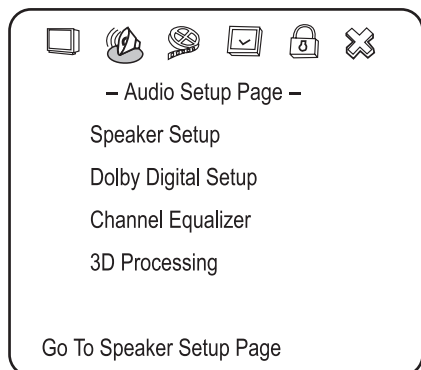 – Audio Setup Page –
Speaker Setup
Dolby Digital Setup
Channel Equalizer
3D Processing
Go To Speaker Setup Page